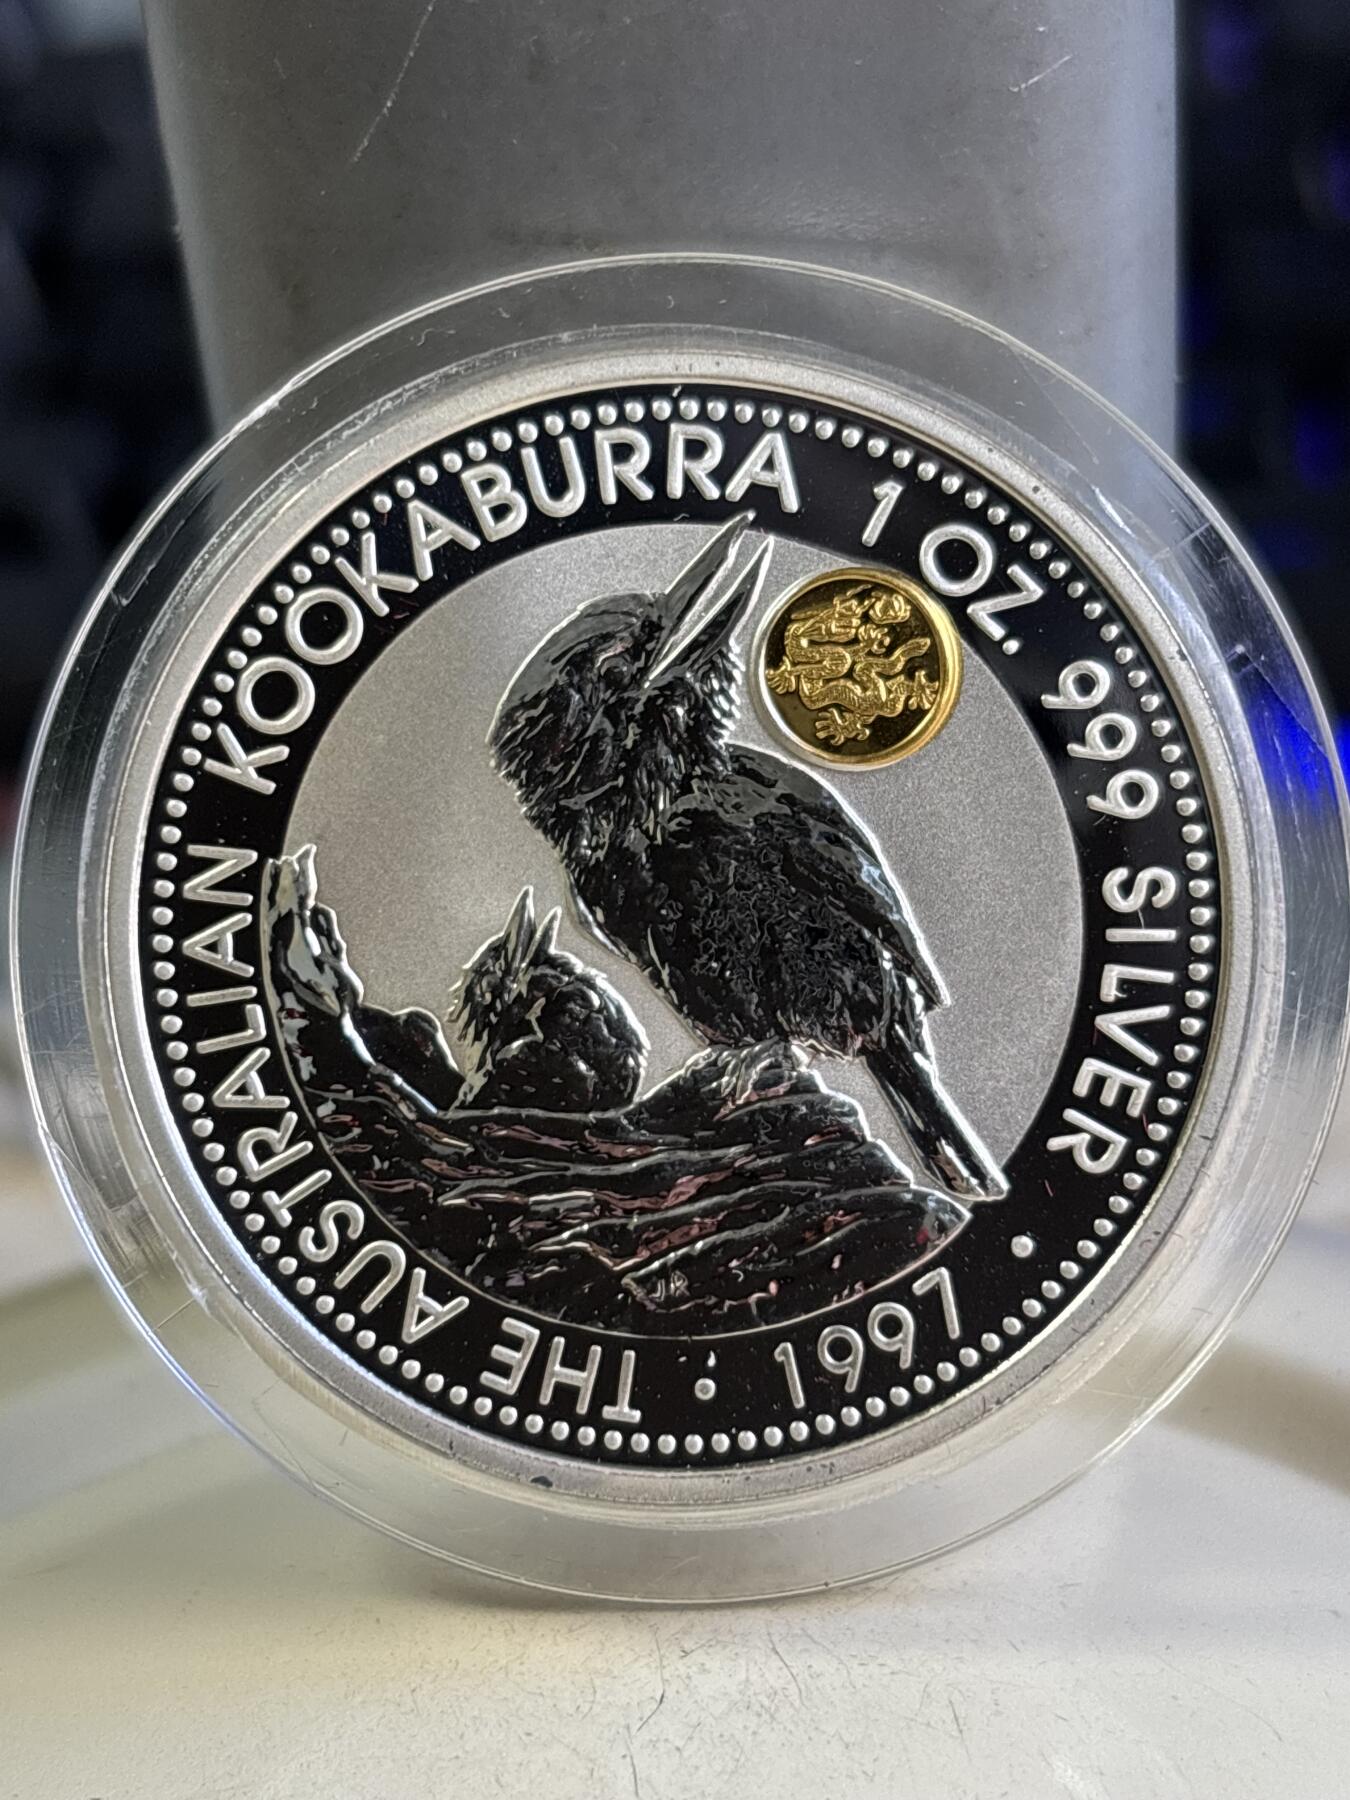 THE AUSTRALIAN KOOKABURRA 1 OZ. 999 SILVER
1997